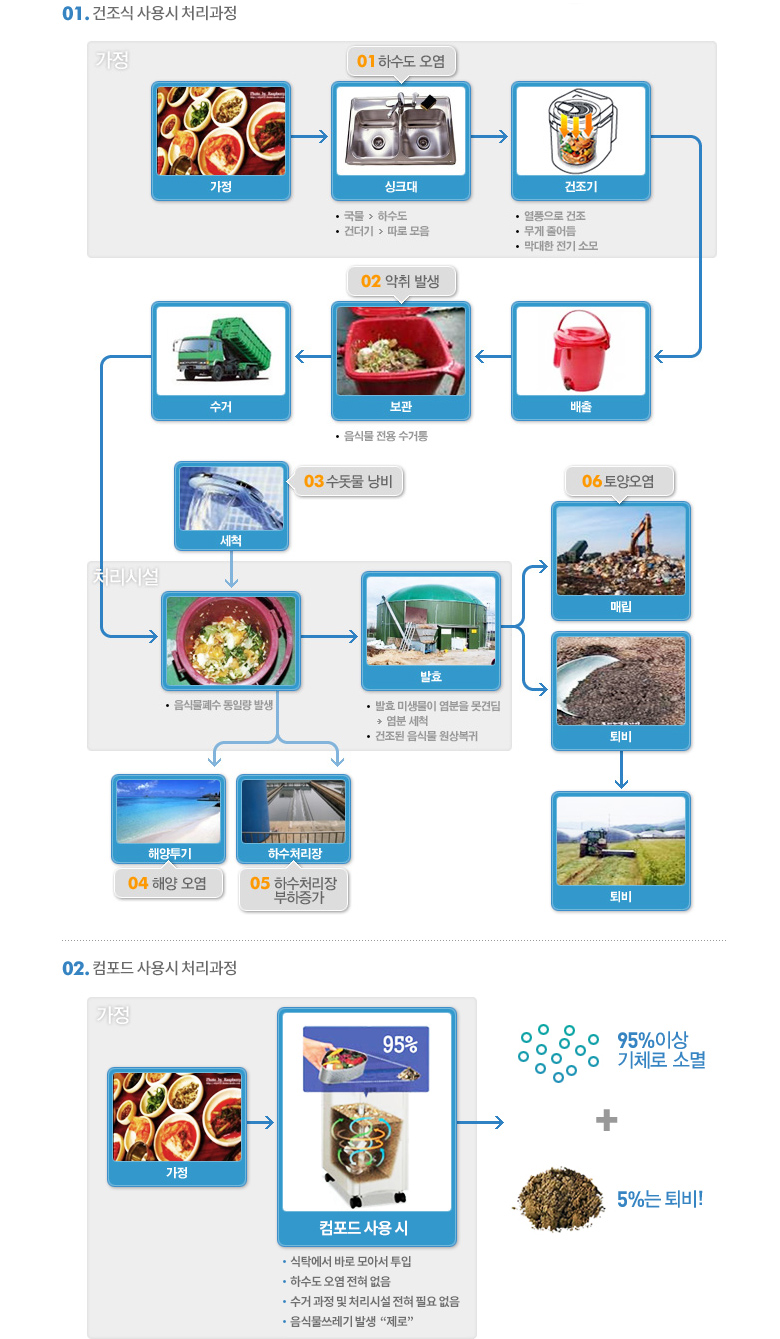 01. 건조식 사용시 처리과정
가정
01 하수도 오염
가정
싱크대
건조기
• 국물 > 하수도
• 건더기 > 따로 모음
• 열풍으로 건조
• 무게 줄어듬
• 막대한 전기 소모
02 악취 발생
수거
보관
배출
• 음식물 전용 수거통
03 수돗물 낭비
06 토양오염
세척
매립
처리시설
발효
• 음식물폐수 동일량 발생
• 발효 미생물이 염분을 못견딤
> 염분 세척
• 건조된 음식물 원상복귀
퇴비
해양투기
하수처리장
04 해양 오염
05 하수처리장
부하증가
퇴비
02. 컴포드 사용시 처리과정
가정
95%
95%이상
기체로 소멸
+
가정
5%는 퇴비!
컴포드 사용 시
• 식탁에서 바로 모아서 투입
• 하수도 오염 전혀 없음
• 수거 과정 및 처리시설 전혀 필요 없음
• 음식물쓰레기 발생 “제로”